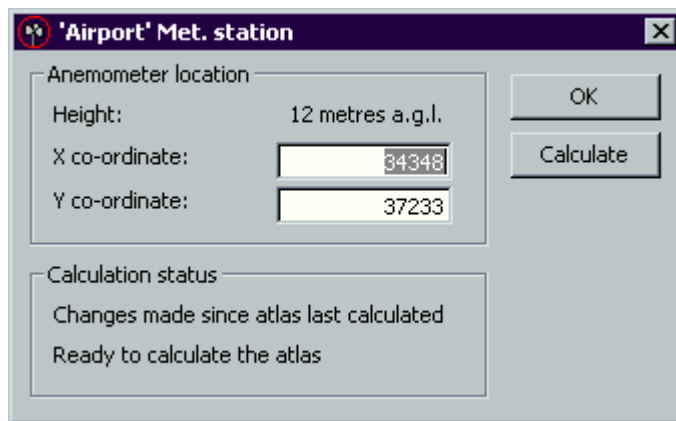 'Airport' Met. station
Anemometer location
Height: 12 metres a.g.l.
X co-ordinate: 34348
Y co-ordinate: 37233
OK
Calculate
Calculation status
Changes made since atlas last calculated
Ready to calculate the atlas